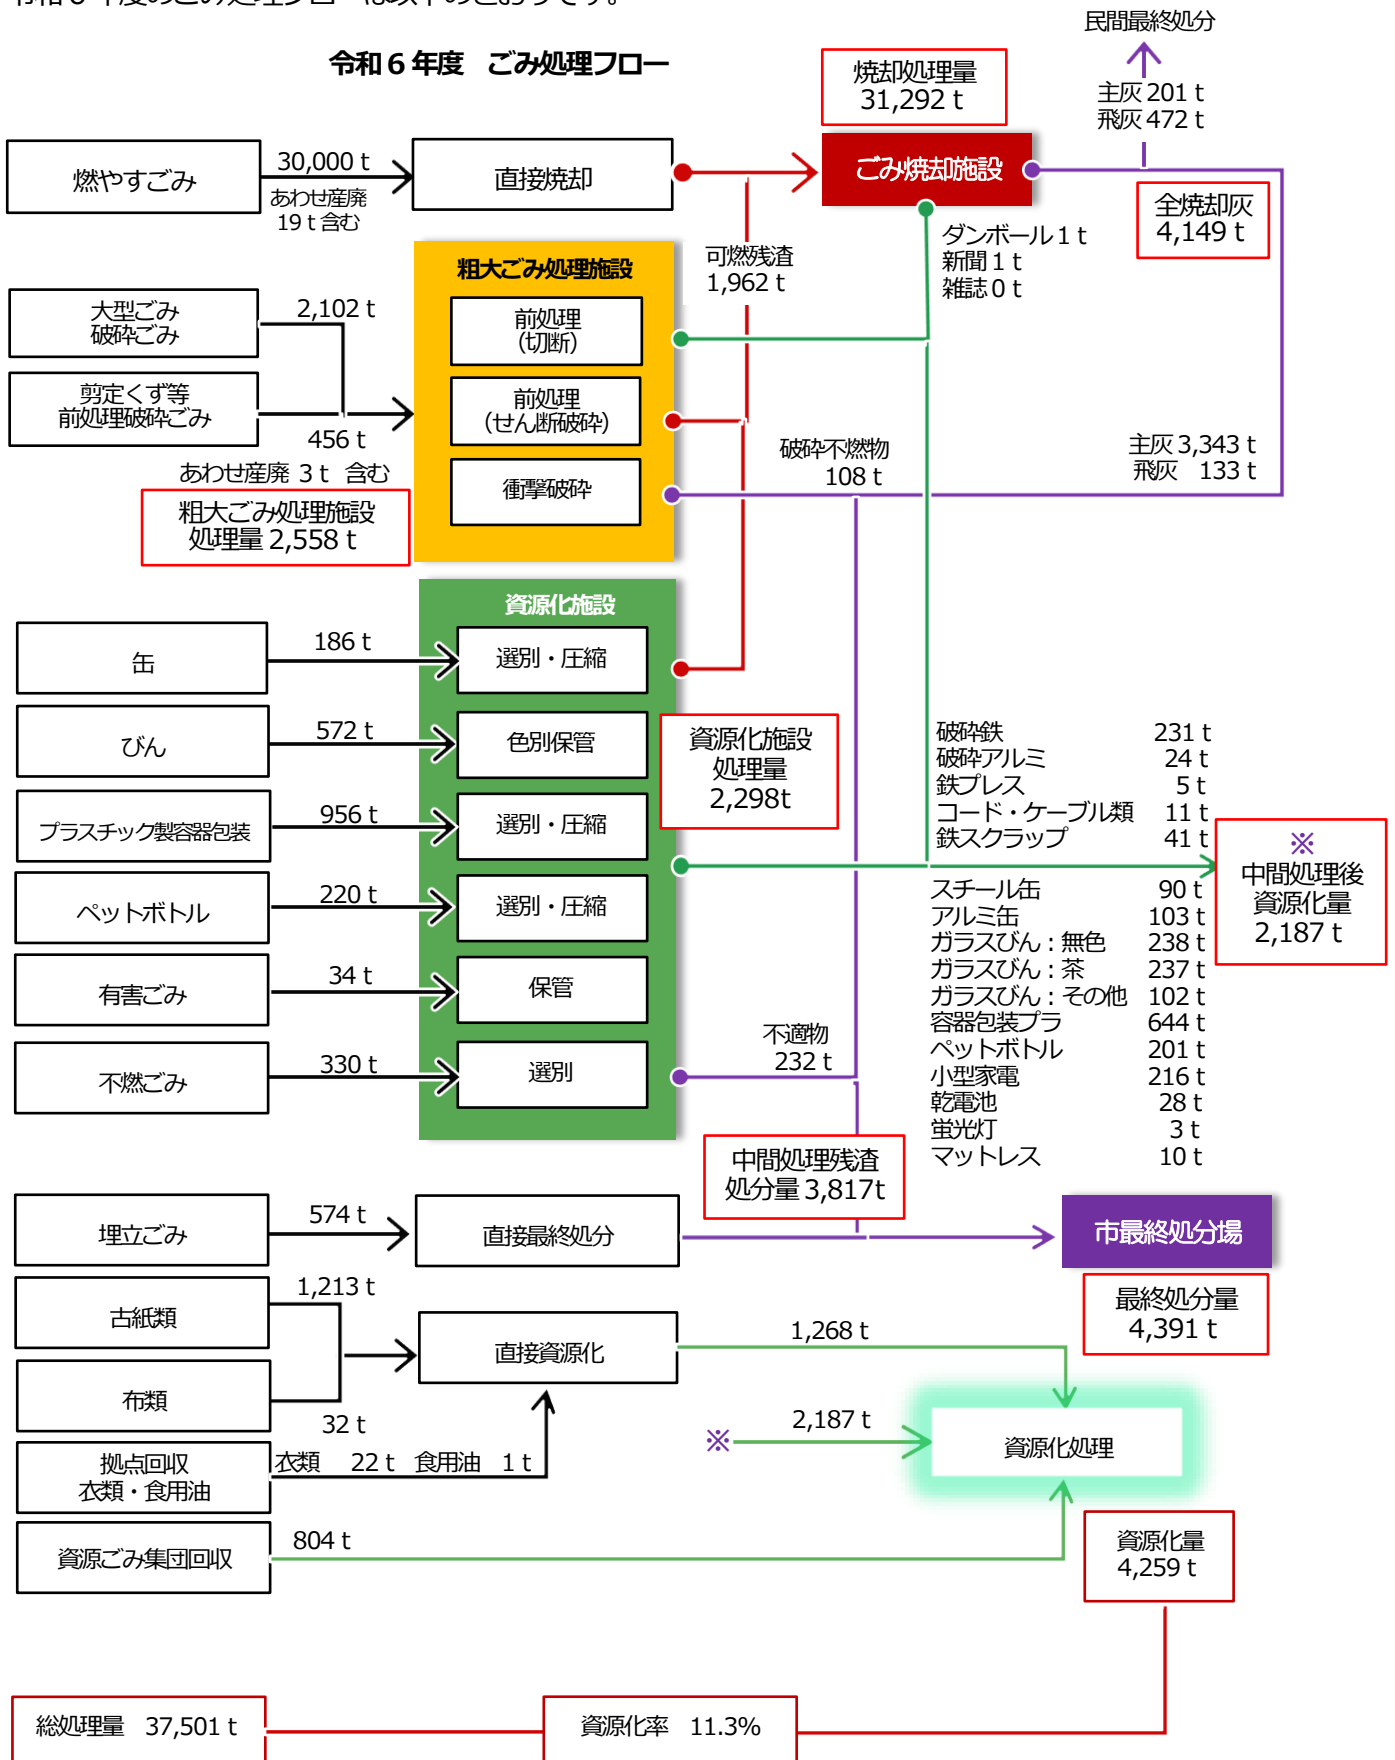 令和６年度のごみ処理フローは以下のとおりです。
民間最終処分
令和６年度　ごみ処理フロー
焼却処理量
31,292 t
主灰 201 t
飛灰 472 t
燃やすごみ
30,000 t
あわせ産廃
19 t 含む
直接焼却
ごみ焼却施設
全焼却灰
4,149 t
ダンボール 1 t
新聞 1 t
雑誌 0 t
可燃残渣
1,962 t
粗大ごみ処理施設
大型ごみ
破砕ごみ
2,102 t
前処理
(切断)
剪定くず等
前処理破砕ごみ
456 t
あわせ産廃 3 t 含む
前処理
(せん断破砕)
破砕不燃物
108 t
主灰 3,343 t
飛灰 133 t
衝撃破砕
粗大ごみ処理施設
処理量 2,558 t
資源化施設
缶
186 t
選別・圧縮
びん
572 t
色別保管
資源化施設
処理量
2,298t
プラスチック製容器包装
956 t
選別・圧縮
ペットボトル
220 t
選別・圧縮
有害ごみ
34 t
保管
不燃ごみ
330 t
選別
不適物
232 t
破砕鉄 231 t
破砕アルミ 24 t
鉄プレス 5 t
コード・ケーブル類 11 t
鉄スクラップ 41 t
※
中間処理後
資源化量
2,187 t
スチール缶 90 t
アルミ缶 103 t
ガラスびん：無色 238 t
ガラスびん：茶 237 t
ガラスびん：その他 102 t
容器包装プラ 644 t
ペットボトル 201 t
小型家電 216 t
乾電池 28 t
蛍光灯 3 t
マットレス 10 t
中間処理残渣
処分量 3,817t
埋立ごみ
574 t
直接最終処分
市最終処分場
最終処分量
4,391 t
古紙類
1,213 t
直接資源化
1,268 t
布類
32 t
※
2,187 t
資源化処理
拠点回収
衣類・食用油
衣類 22 t 食用油 1 t
資源ごみ集団回収
804 t
資源化量
4,259 t
総処理量 37,501 t
資源化率 11.3%